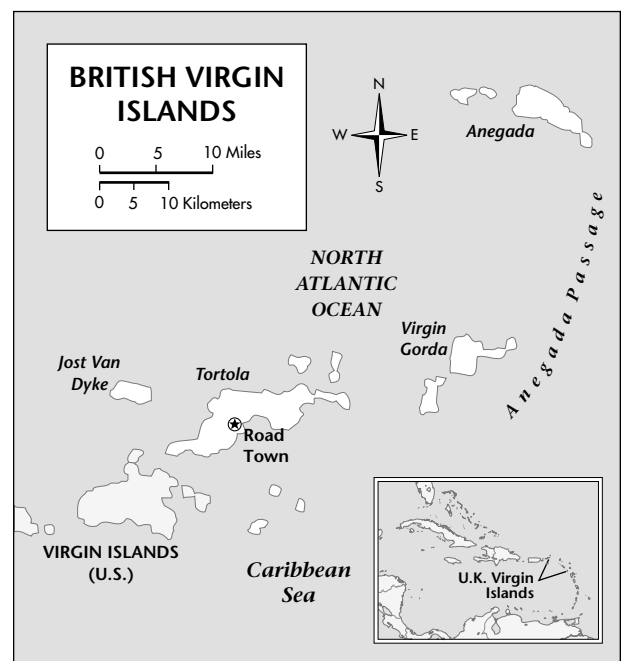 BRITISH VIRGIN
ISLANDS
0 5 10 Miles
0 5 10 Kilometers
N
W E
S
Anegada
Anegada Passage
NORTH
ATLANTIC
OCEAN
Virgin
Gorda
Jost Van
Dyke
Tortola
Road
Town
VIRGIN ISLANDS
(U.S.)
Caribbean
Sea
U.K. Virgin
Islands